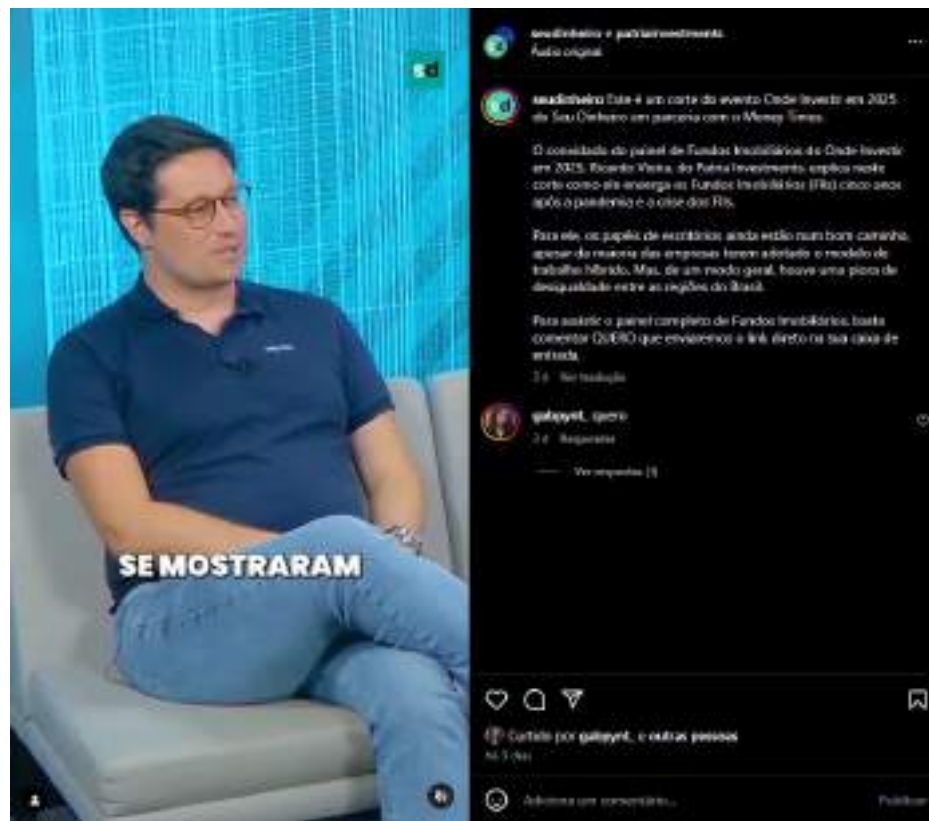 sd
seudinheiro e patriainvestments
Áudio original
seudinheiro Este é um corte do evento Onde Investir em 2025
do Seu Dinheiro em parceria com o Money Times.
O convidado do painel de Fundos Imobiliários do Onde Investir
em 2025, Ricardo Vieira, do Patria Investments, explica neste
corte como ele enxerga os Fundos Imobiliários (FIIs) cinco anos
após a pandemia e a crise dos FIIs.
Para ele, os papéis de escritórios ainda estão num bom caminho,
apesar da maioria das empresas terem adotado o modelo de
trabalho híbrido. Mas, de um modo geral, houve uma piora de
desigualdade entre as regiões do Brasil.
Para assistir o painel completo de Fundos Imobiliários, basta
comentar QUERO que enviaremos o link direto na sua caixa de
entrada.
Ver tradução
quero
Responder
Ver respostas (1)
SE MOSTRARAM
Curtido por e outras pessoas
Há 3 dias
Adicione um comentário...
Publicar